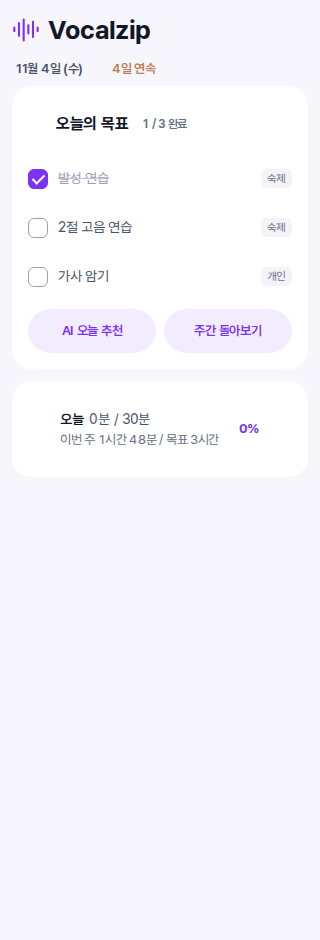 Vocalzip
11월 4일 (수) 4일 연속
오늘의 목표 1 / 3 완료
발성 연습 숙제
2절 고음 연습 숙제
가사 암기 개인
AI 오늘 추천 주간 돌아보기
오늘 0분 / 30분
이번 주 1시간 48분 / 목표 3시간 0%